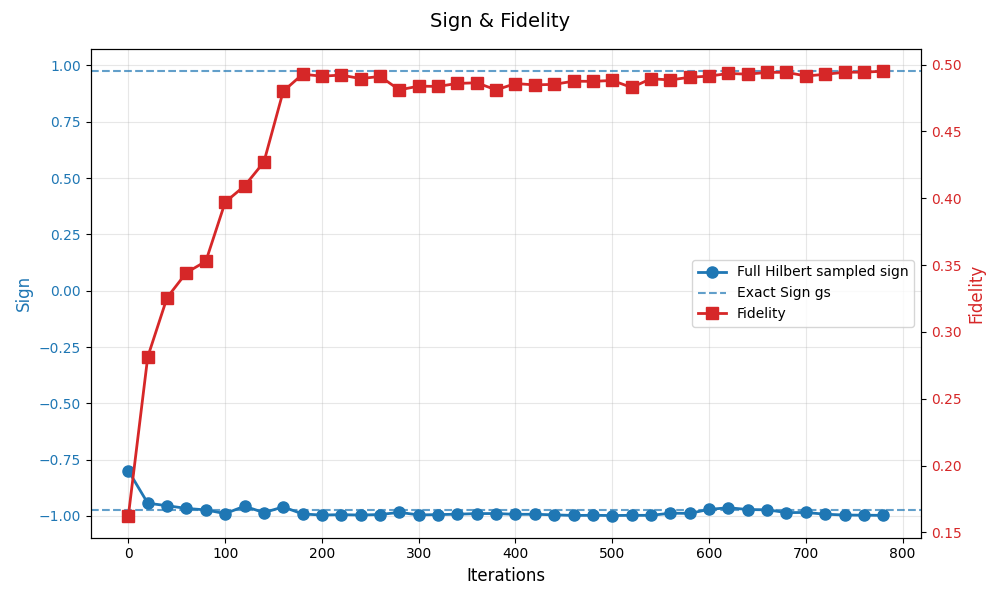 Sign & Fidelity
Sign
1.00
0.75
0.50
0.25
0.00
−0.25
−0.50
−0.75
−1.00
0.50
0.45
0.40
0.35
0.30
0.25
0.20
0.15
Fidelity
Full Hilbert sampled sign
Exact Sign gs
Fidelity
0 100 200 300 400 500 600 700 800
Iterations